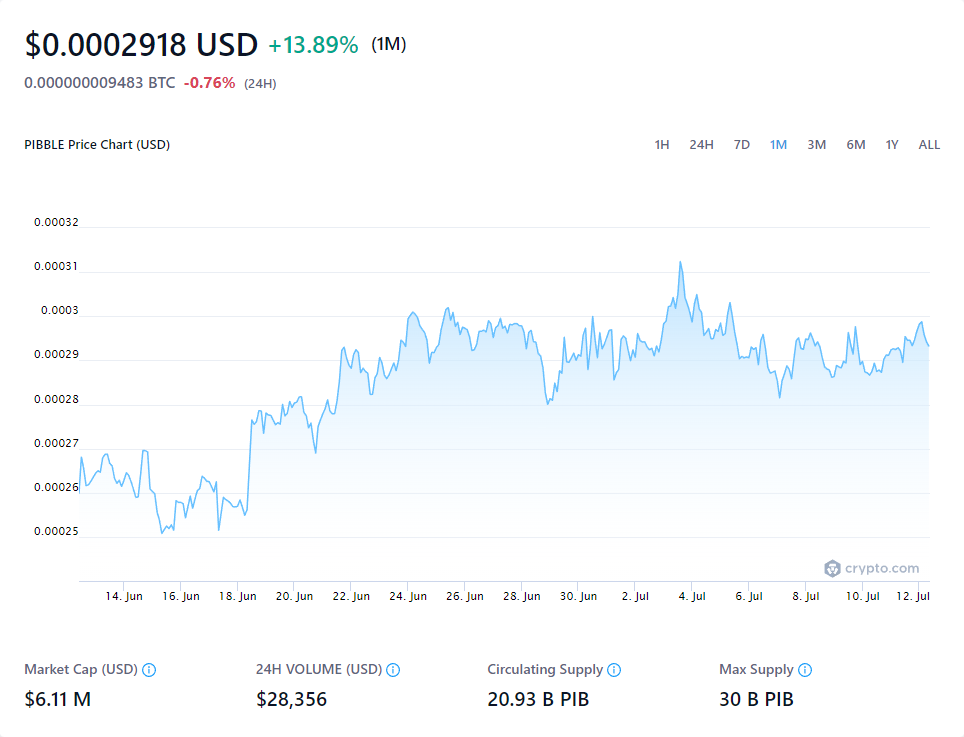 $0.0002918 USD +13.89% (1M)
0.000000009483 BTC -0.76% (24H)
PIBBLE Price Chart (USD)
1H 24H 7D 1M 3M 6M 1Y ALL
0.00032
0.00031
0.0003
0.00029
0.00028
0.00027
0.00026
0.00025
crypto.com
14. Jun 16. Jun 18. Jun 20. Jun 22. Jun 24. Jun 26. Jun 28. Jun 30. Jun 2. Jul 4. Jul 6. Jul 8. Jul 10. Jul 12. Jul
Market Cap (USD) 24H VOLUME (USD) Circulating Supply Max Supply
$6.11 M $28,356 20.93 B PIB 30 B PIB